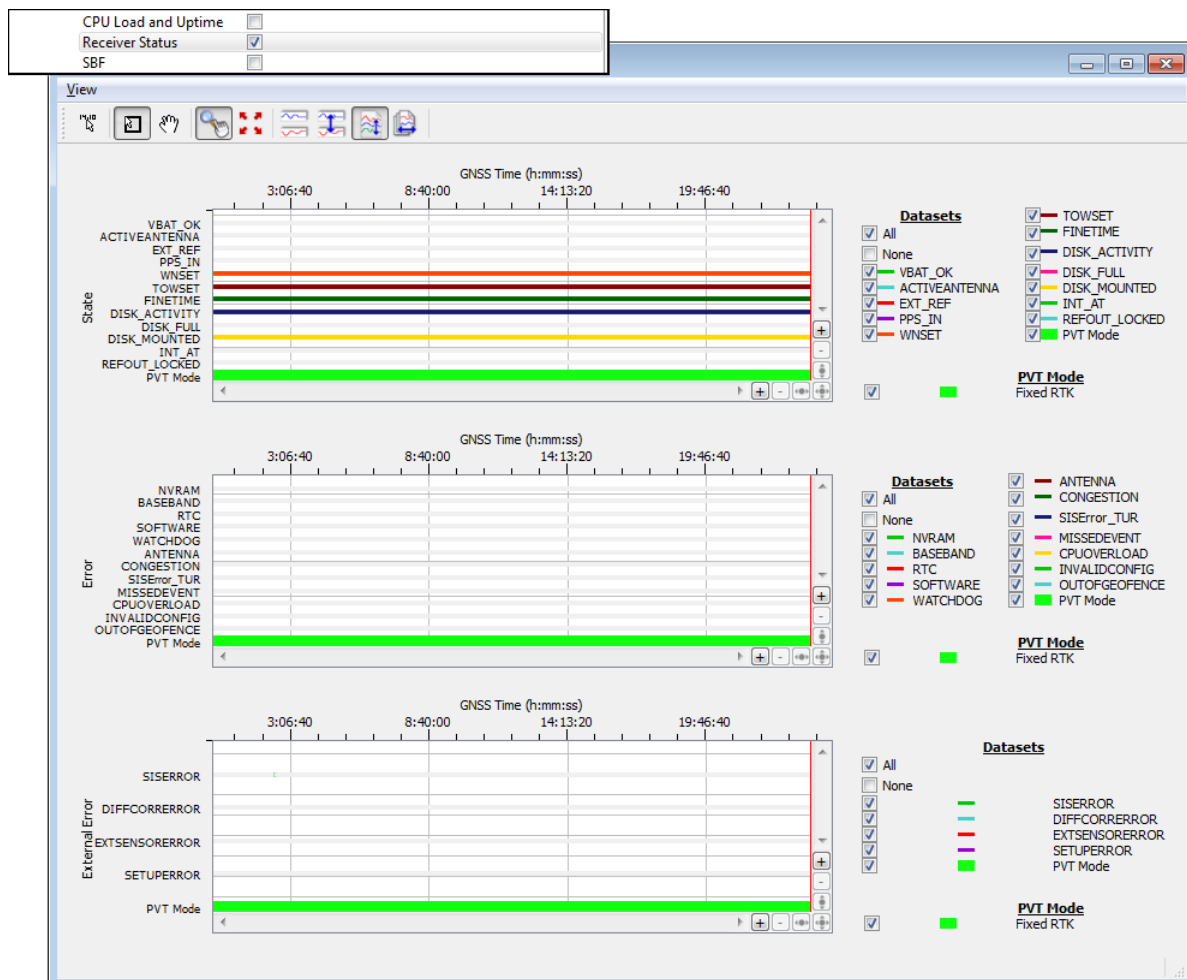 CPU Load and Uptime
Receiver Status
SBF
View
GNSS Time (h:mm:ss)
3:06:40 8:40:00 14:13:20 19:46:40
State
VBAT_OK
ACTIVEANTENNA
EXT_REF
PPS_IN
WNSET
TOWSET
FINETIME
DISK_ACTIVITY
DISK_FULL
DISK_MOUNTED
INT_AT
REFOUT_LOCKED
PVT Mode
Datasets
All
None
VBAT_OK
ACTIVEANTENNA
EXT_REF
PPS_IN
WNSET
TOWSET
FINETIME
DISK_ACTIVITY
DISK_FULL
DISK_MOUNTED
INT_AT
REFOUT_LOCKED
PVT Mode
PVT Mode
Fixed RTK
GNSS Time (h:mm:ss)
3:06:40 8:40:00 14:13:20 19:46:40
Error
NVRAM
BASEBAND
RTC
SOFTWARE
WATCHDOG
ANTENNA
CONGESTION
SISError_TUR
MISSEDEVENT
CPUOVERLOAD
INVALIDCONFIG
OUTOFGEOFENCE
PVT Mode
Datasets
All
None
NVRAM
BASEBAND
RTC
SOFTWARE
WATCHDOG
ANTENNA
CONGESTION
SISError_TUR
MISSEDEVENT
CPUOVERLOAD
INVALIDCONFIG
OUTOFGEOFENCE
PVT Mode
PVT Mode
Fixed RTK
GNSS Time (h:mm:ss)
3:06:40 8:40:00 14:13:20 19:46:40
External Error
SISERROR
DIFFCORRERROR
EXTSENSORERROR
SETUPERROR
PVT Mode
Datasets
All
None
SISERROR
DIFFCORRERROR
EXTSENSORERROR
SETUPERROR
PVT Mode
PVT Mode
Fixed RTK